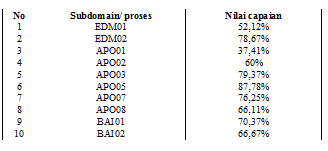 No Subdomain/ proses Nilai capaian
1 EDM01 52,12%
2 EDM02 78,67%
3 APO01 37,41%
4 APO02 60%
5 APO03 79,37%
6 APO05 87,78%
7 APO07 76,25%
8 APO08 66,11%
9 BAI01 70,37%
10 BAI02 66,67%